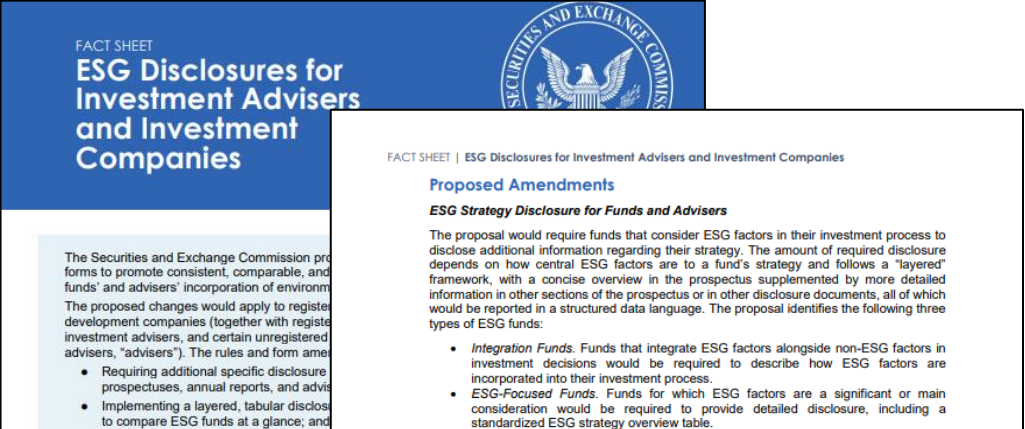 FACT SHEET
ESG Disclosures for
Investment Advisers
and Investment
Companies
SECURITIES AND EXCHANGE COMMISS
The Securities and Exchange Commission pro
forms to promote consistent, comparable, and
funds' and advisers' incorporation of environm
The proposed changes would apply to register
development companies (together with registe
investment advisers, and certain unregistered
advisers, "advisers"). The rules and form amen
• Requiring additional specific disclosure
prospectuses, annual reports, and advis
• Implementing a layered, tabular disclosu
to compare ESG funds at a glance; and
FACT SHEET | ESG Disclosures for Investment Advisers and Investment Companies
Proposed Amendments
ESG Strategy Disclosure for Funds and Advisers
The proposal would require funds that consider ESG factors in their investment process to
disclose additional information regarding their strategy. The amount of required disclosure
depends on how central ESG factors are to a fund's strategy and follows a "layered"
framework, with a concise overview in the prospectus supplemented by more detailed
information in other sections of the prospectus or in other disclosure documents, all of which
would be reported in a structured data language. The proposal identifies the following three
types of ESG funds:
• Integration Funds. Funds that integrate ESG factors alongside non-ESG factors in
investment decisions would be required to describe how ESG factors are
incorporated into their investment process.
• ESG-Focused Funds. Funds for which ESG factors are a significant or main
consideration would be required to provide detailed disclosure, including a
standardized ESG strategy overview table.